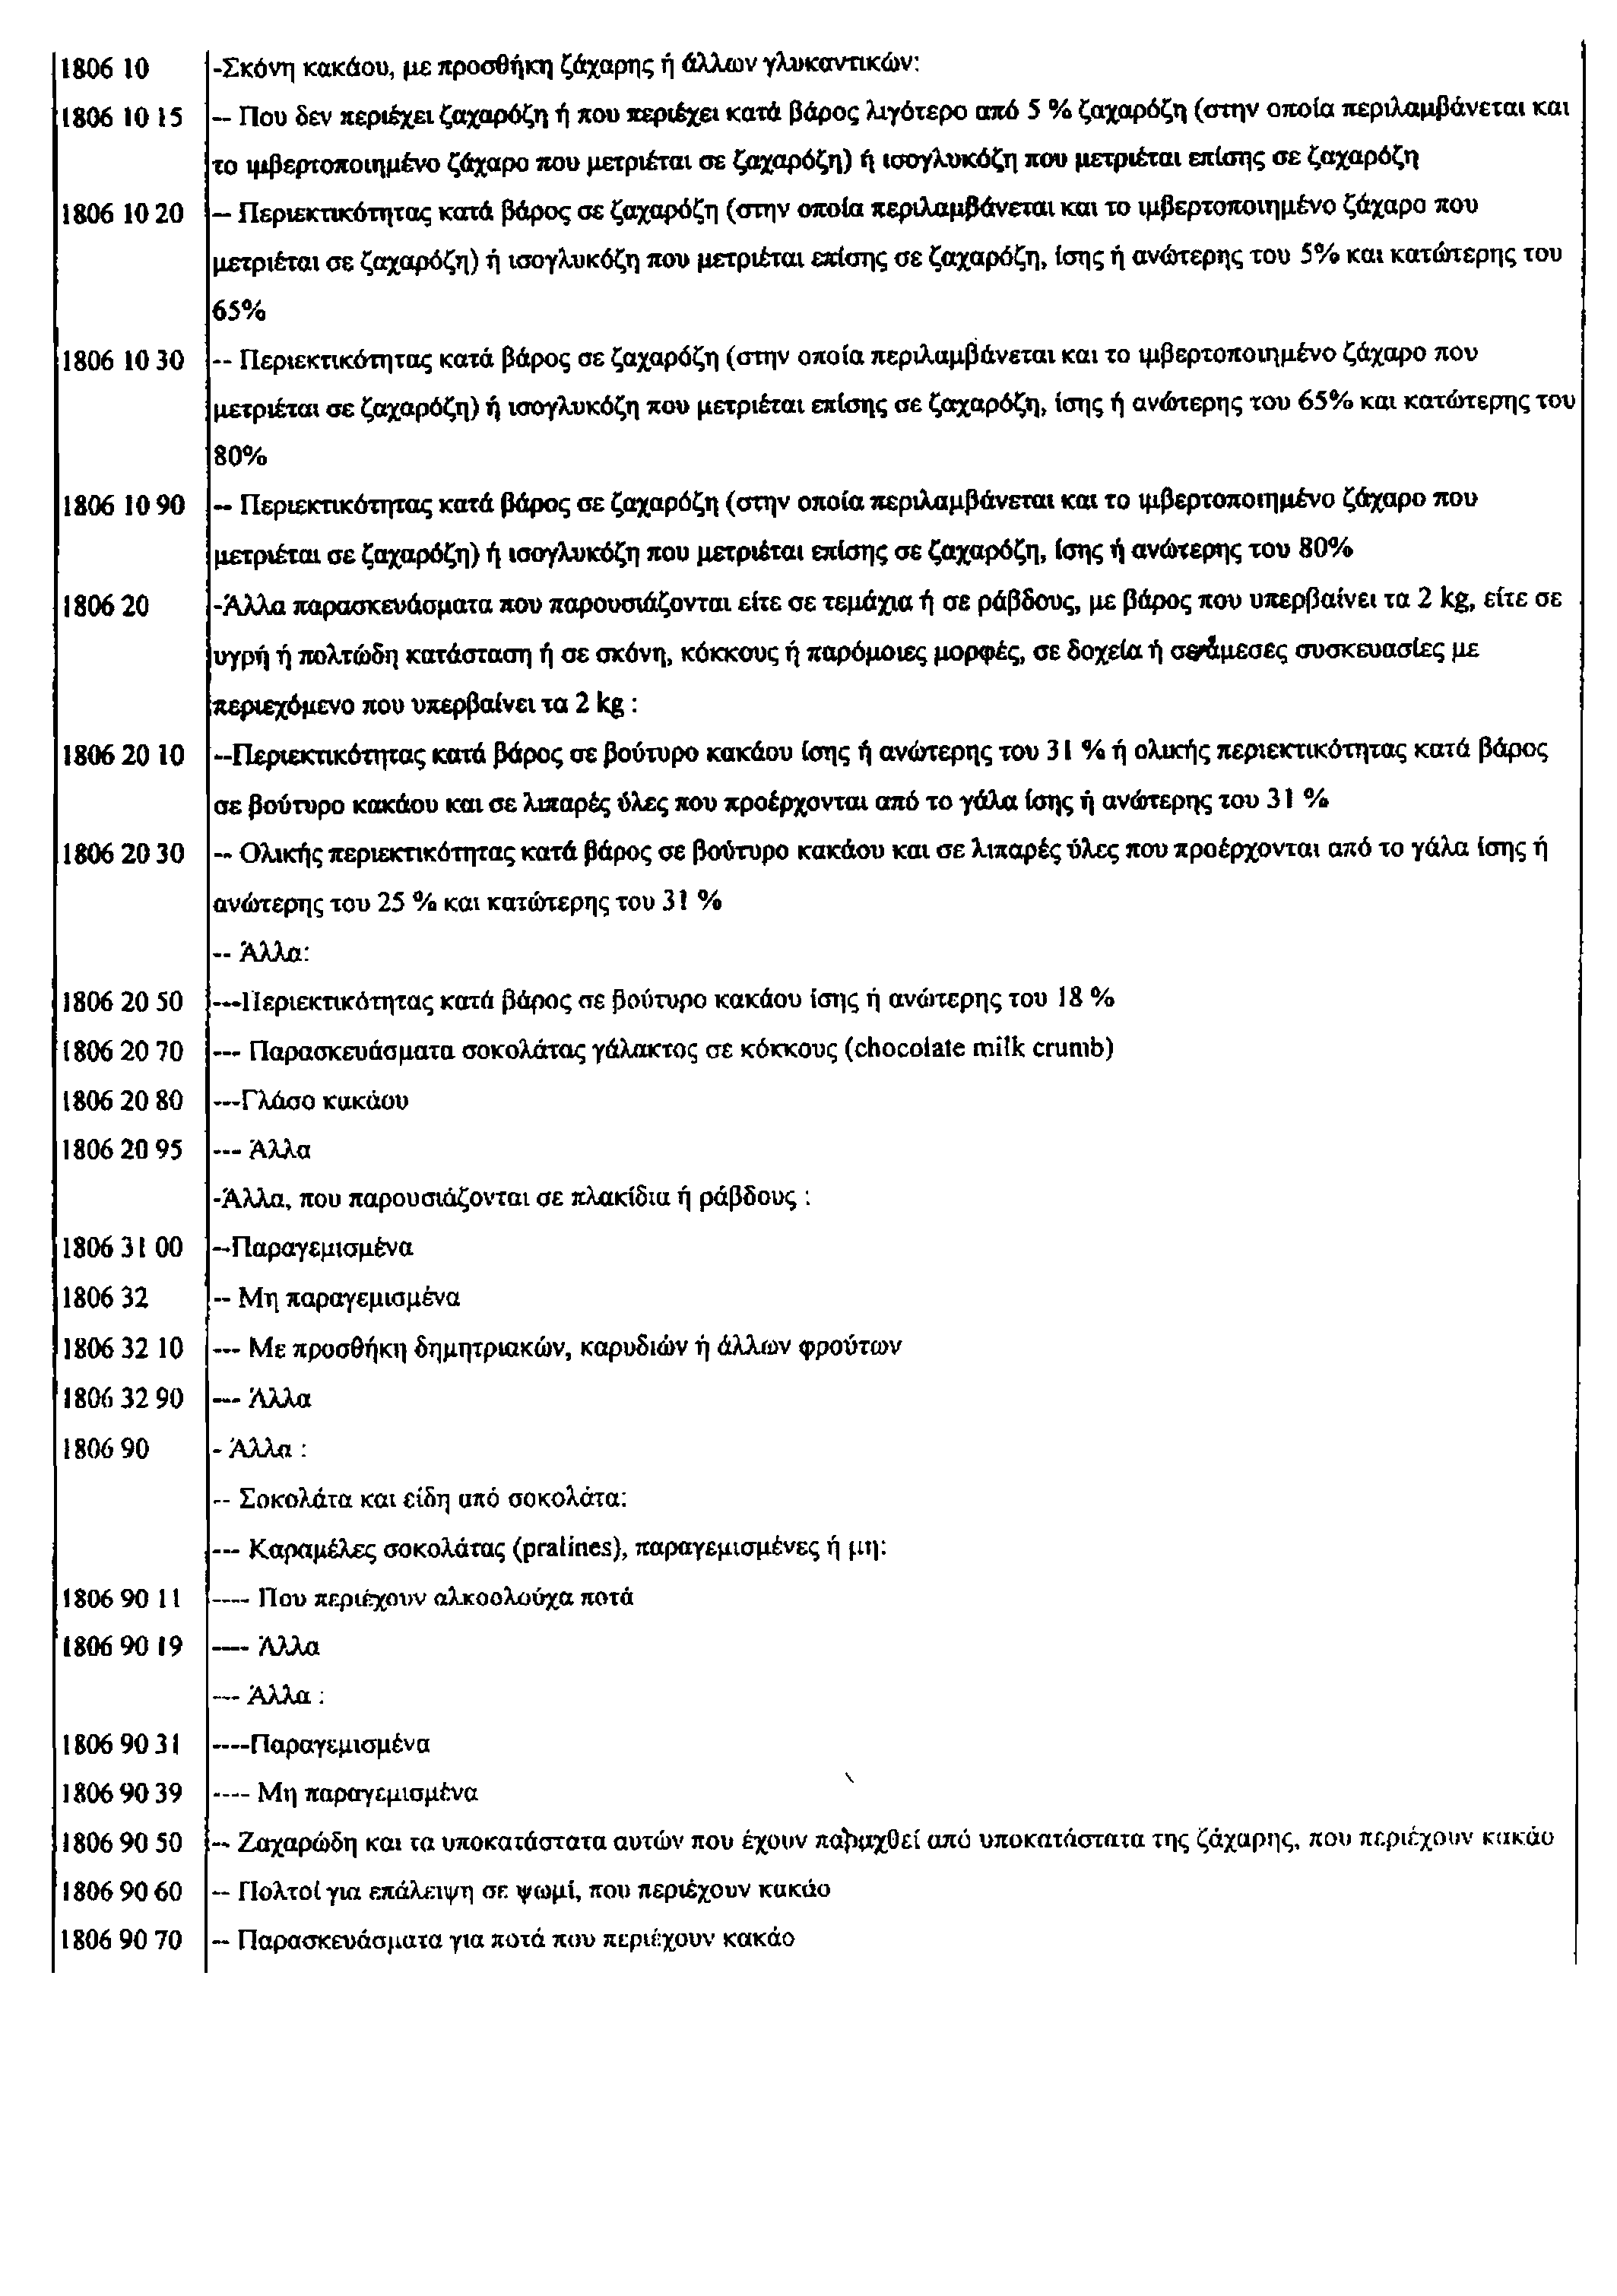 1806 10 -Σκόνη κακάου, με προσθήκη ζάχαρης ή άλλων γλυκαντικών:
1806 10 15 -- Που δεν περιέχει ζαχαρόζη ή που περιέχει κατά βάρος λιγότερο από 5 % ζαχαρόζη (στην οποία περιλαμβάνεται και
το ιμβερτοποιημένο ζάχαρο που μετριέται σε ζαχαρόζη) ή ισογλυκόζη που μετριέται επίσης σε ζαχαρόζη
1806 10 20 -- Περιεκτικότητας κατά βάρος σε ζαχαρόζη (στην οποία περιλαμβάνεται και το ιμβερτοποιημένο ζάχαρο που
μετριέται σε ζαχαρόζη) ή ισογλυκόζη που μετριέται επίσης σε ζαχαρόζη, ίσης ή ανώτερης του 5% και κατώτερης του
65%
1806 10 30 -- Περιεκτικότητας κατά βάρος σε ζαχαρόζη (στην οποία περιλαμβάνεται και το ιμβερτοποιημένο ζάχαρο που
μετριέται σε ζαχαρόζη) ή ισογλυκόζη που μετριέται επίσης σε ζαχαρόζη, ίσης ή ανώτερης του 65% και κατώτερης του
80%
1806 10 90 -- Περιεκτικότητας κατά βάρος σε ζαχαρόζη (στην οποία περιλαμβάνεται και το ιμβερτοποιημένο ζάχαρο που
μετριέται σε ζαχαρόζη) ή ισογλυκόζη που μετριέται επίσης σε ζαχαρόζη, ίσης ή ανώτερης του 80%
1806 20 -Άλλα παρασκευάσματα που παρουσιάζονται είτε σε τεμάχια ή σε ράβδους, με βάρος που υπερβαίνει τα 2 kg, είτε σε
υγρή ή πολτώδη κατάσταση ή σε σκόνη, κόκκους ή παρόμοιες μορφές, σε δοχεία ή σε άμεσες συσκευασίες με
περιεχόμενο που υπερβαίνει τα 2 kg :
1806 20 10 --Περιεκτικότητας κατά βάρος σε βούτυρο κακάου ίσης ή ανώτερης του 31 % ή ολικής περιεκτικότητας κατά βάρος
σε βούτυρο κακάου και σε λιπαρές ύλες που προέρχονται από το γάλα ίσης ή ανώτερης του 31 %
1806 20 30 -- Ολικής περιεκτικότητας κατά βάρος σε βούτυρο κακάου και σε λιπαρές ύλες που προέρχονται από το γάλα ίσης ή
ανώτερης του 25 % και κατώτερης του 31 %
-- Άλλα:
1806 20 50 ---Περιεκτικότητας κατά βάρος σε βούτυρο κακάου ίσης ή ανώτερης του 18 %
1806 20 70 --- Παρασκευάσματα σοκολάτας γάλακτος σε κόκκους (chocolate milk crumb)
1806 20 80 ---Γλάσο κακάου
1806 20 95 --- Άλλα
-Άλλα, που παρουσιάζονται σε πλακίδια ή ράβδους :
1806 31 00 --Παραγεμισμένα
1806 32 -- Μη παραγεμισμένα
1806 32 10 --- Με προσθήκη δημητριακών, καρυδιών ή άλλων φρούτων
1806 32 90 --- Άλλα
1806 90 - Άλλα :
-- Σοκολάτα και είδη από σοκολάτα:
--- Καραμέλες σοκολάτας (pralines), παραγεμισμένες ή μη:
1806 90 11 ---- Που περιέχουν αλκοολούχα ποτά
1806 90 19 ---- Άλλα
--- Άλλα :
1806 90 31 ----Παραγεμισμένα
1806 90 39 ---- Μη παραγεμισμένα
1806 90 50 -- Ζαχαρώδη και τα υποκατάστατα αυτών που έχουν παραχθεί από υποκατάστατα της ζάχαρης, που περιέχουν κακάο
1806 90 60 -- Πολτοί για επάλειψη σε ψωμί, που περιέχουν κακάο
1806 90 70 -- Παρασκευάσματα για ποτά που περιέχουν κακάο